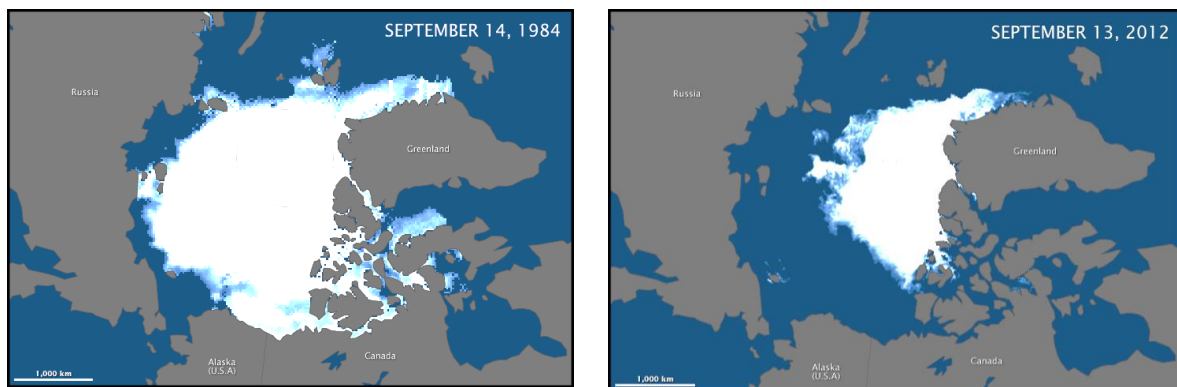 SEPTEMBER 14, 1984
Russia
Greenland
Alaska
(U.S.A)
Canada
1,000 km
SEPTEMBER 13, 2012
Russia
Greenland
Alaska
(U.S.A)
Canada
1,000 km